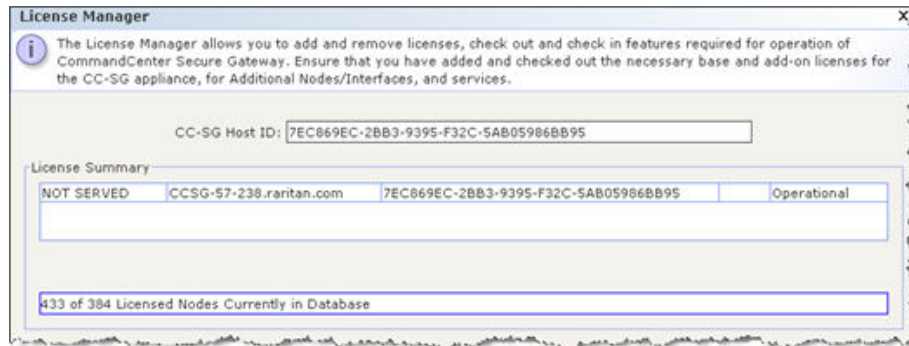 License Manager
X
i
The License Manager allows you to add and remove licenses, check out and check in features required for operation of
CommandCenter Secure Gateway. Ensure that you have added and checked out the necessary base and add-on licenses for
the CC-SG appliance, for Additional Nodes/Interfaces, and services.
CC-SG Host ID: 7EC869EC-2BB3-9395-F32C-5AB05986BB95
License Summary
NOT SERVED CCSG-57-238.raritan.com 7EC869EC-2BB3-9395-F32C-5AB05986BB95 Operational
433 of 384 Licensed Nodes Currently in Database